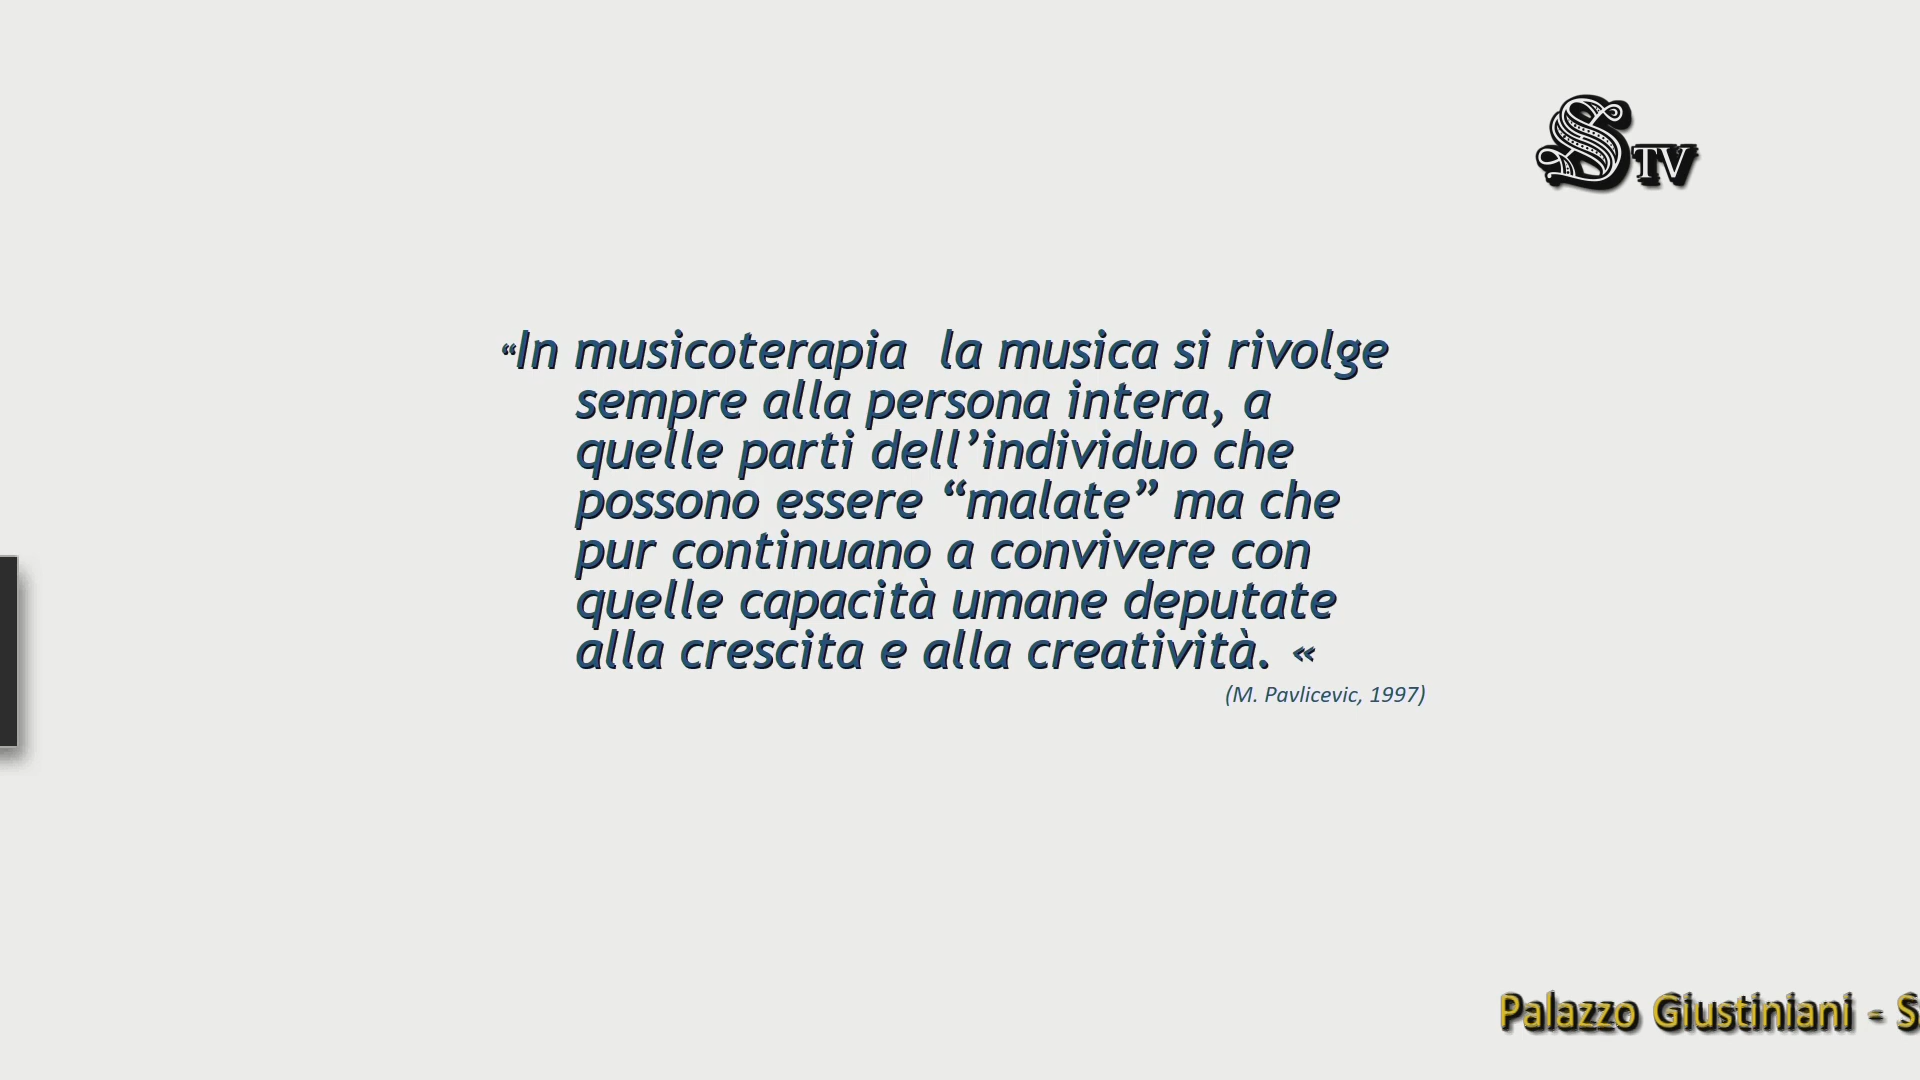 S TV
“In musicoterapia  la musica si rivolge
sempre alla persona intera, a
quelle parti dell’individuo che
possono essere “malate” ma che
pur continuano a convivere con
quelle capacità umane deputate
alla crescita e alla creatività. «
(M. Pavlicevic, 1997)
Palazzo Giustiniani - S